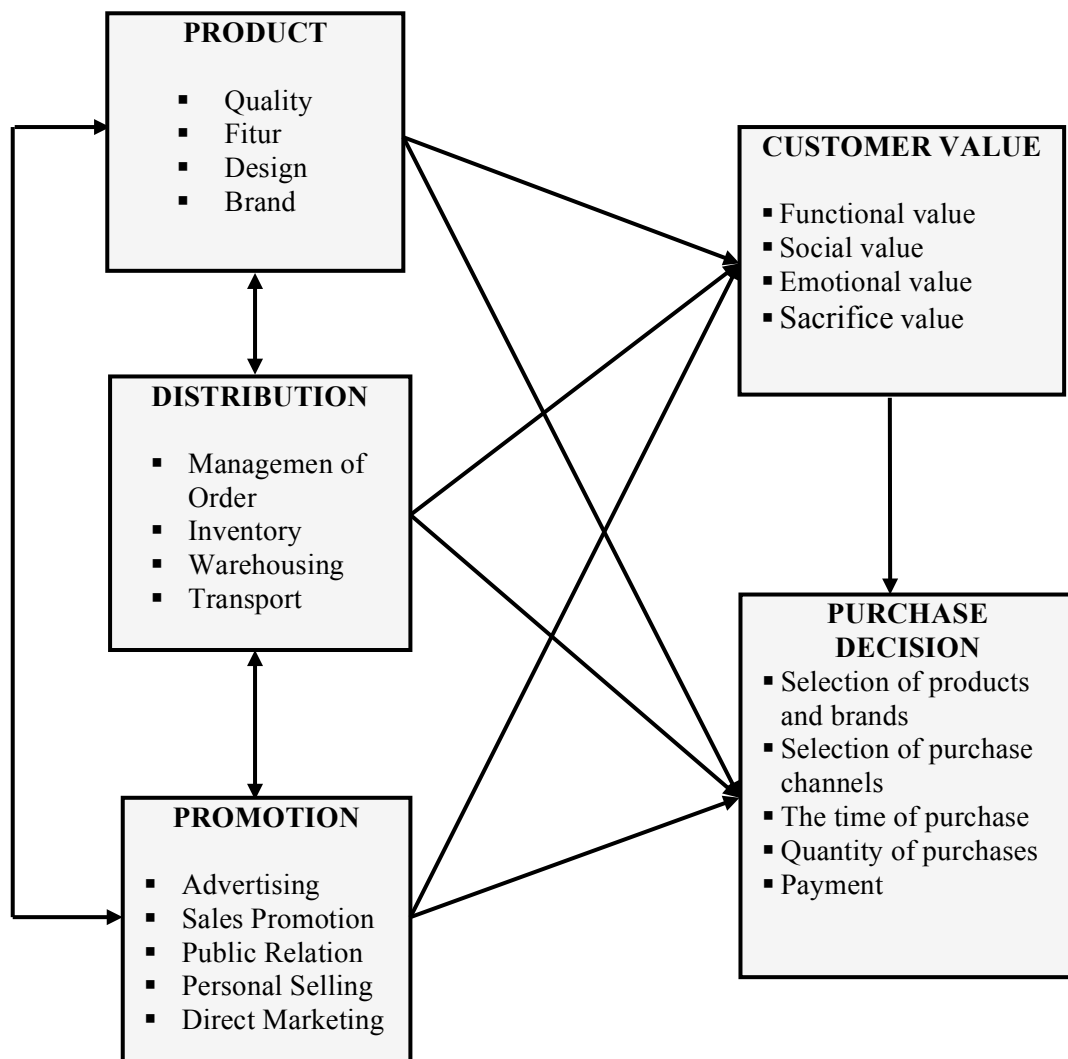 PRODUCT
▪ Quality
▪ Fitur
▪ Design
▪ Brand
DISTRIBUTION
▪ Managemen of
Order
▪ Inventory
▪ Warehousing
▪ Transport
PROMOTION
▪ Advertising
▪ Sales Promotion
▪ Public Relation
▪ Personal Selling
▪ Direct Marketing
CUSTOMER VALUE
▪ Functional value
▪ Social value
▪ Emotional value
▪ Sacrifice value
PURCHASE
DECISION
▪ Selection of products
and brands
▪ Selection of purchase
channels
▪ The time of purchase
▪ Quantity of purchases
▪ Payment